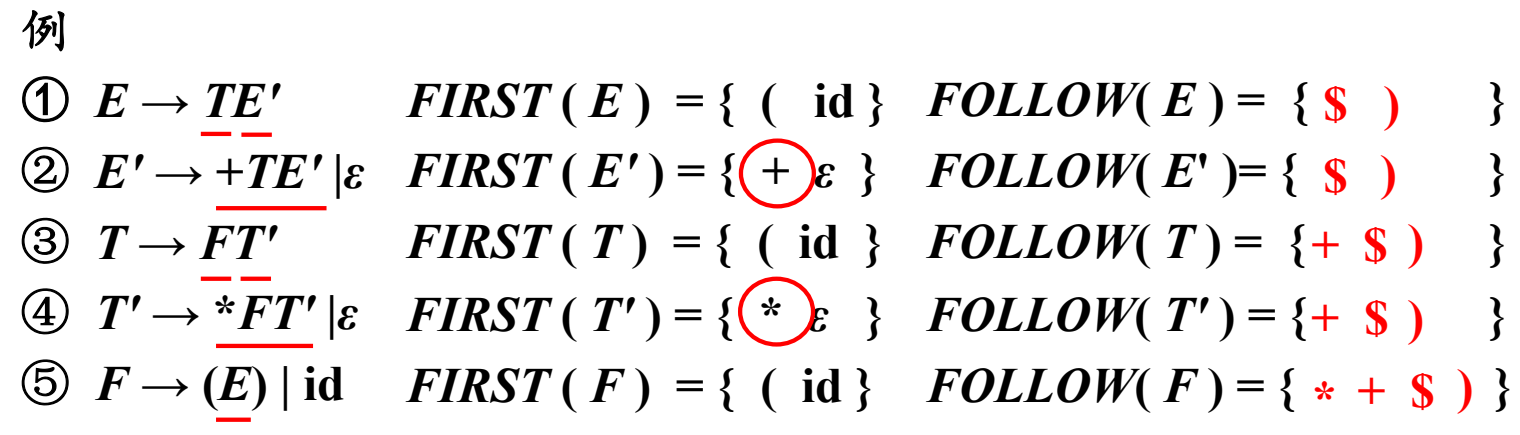 例
① E → TE' FIRST ( E ) = { ( id } FOLLOW( E ) = { $ ) }
② E' → +TE' |ε FIRST ( E' ) = { + ε } FOLLOW( E' )= { $ ) }
③ T → FT' FIRST ( T ) = { ( id } FOLLOW( T ) = {+ $ ) }
④ T' → *FT' |ε FIRST ( T' ) = { * ε } FOLLOW( T' ) = {+ $ ) }
⑤ F → (E) | id FIRST ( F ) = { ( id } FOLLOW( F ) = { * + $ ) }